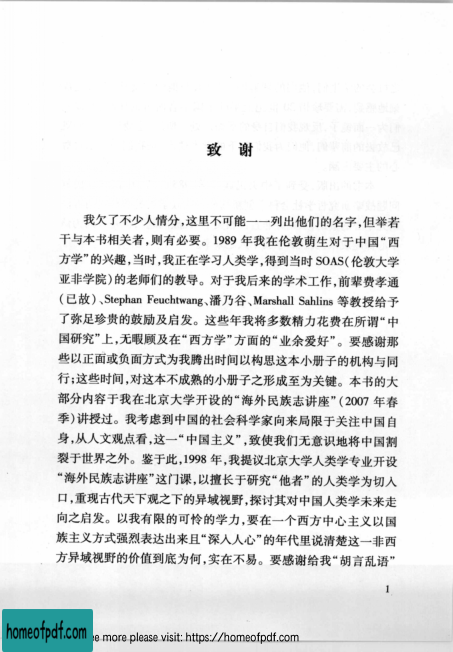 致 谢
我欠了不少人情分，这里不可能一一列出他们的名字，但举若
干与本书相关者，则有必要。1989 年我在伦敦萌生对于中国“西
方学”的兴趣，当时，我正在学习人类学，得到当时 SOAS（伦敦大学
亚非学院）的老师们的教导。对于我后来的学术工作，前辈费孝通
（已故）、Stephan Feuchtwang、潘乃谷、Marshall Sahlins 等教授给予
了弥足珍贵的鼓励及启发。这些年我将多数精力花费在所谓“中
国研究”上，无暇顾及在“西方学”方面的“业余爱好”。要感谢那
些以正面或负面方式为我腾出时间以构思这本小册子的机构与同
行；这些时间，对这本不成熟的小册子之形成至为关键。本书的大
部分内容于我在北京大学开设的“海外民族志讲座”（2007 年春
季）讲授过。我考虑到中国的社会科学家向来局限于关注中国自
身，从人文观点看，这一“中国主义”，致使我们无意识地将中国割
裂于世界之外。鉴于此，1998 年，我提议北京大学人类学专业开设
“海外民族志讲座”这门课，以擅长于研究“他者”的人类学为切入
口，重现古代天下观之下的异域视野，探讨其对中国人类学未来走
向之启发。以我有限的可怜的学力，要在一个西方中心主义以国
族主义方式强烈表达出来且“深入人心”的年代里说清楚这一非西
方异域视野的价值到底为何，实在不易。要感谢给我“胡言乱语”
1
homeofpdf.com
e more please visit: https://homeofpdf.com